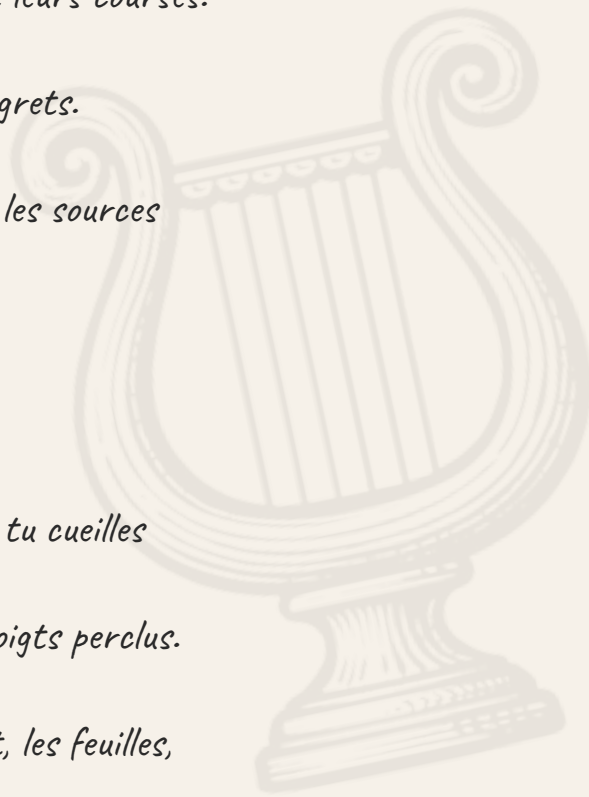 leurs courses.
grets.
les sources
tu cueilles
oigts perclus.
, les feuilles,